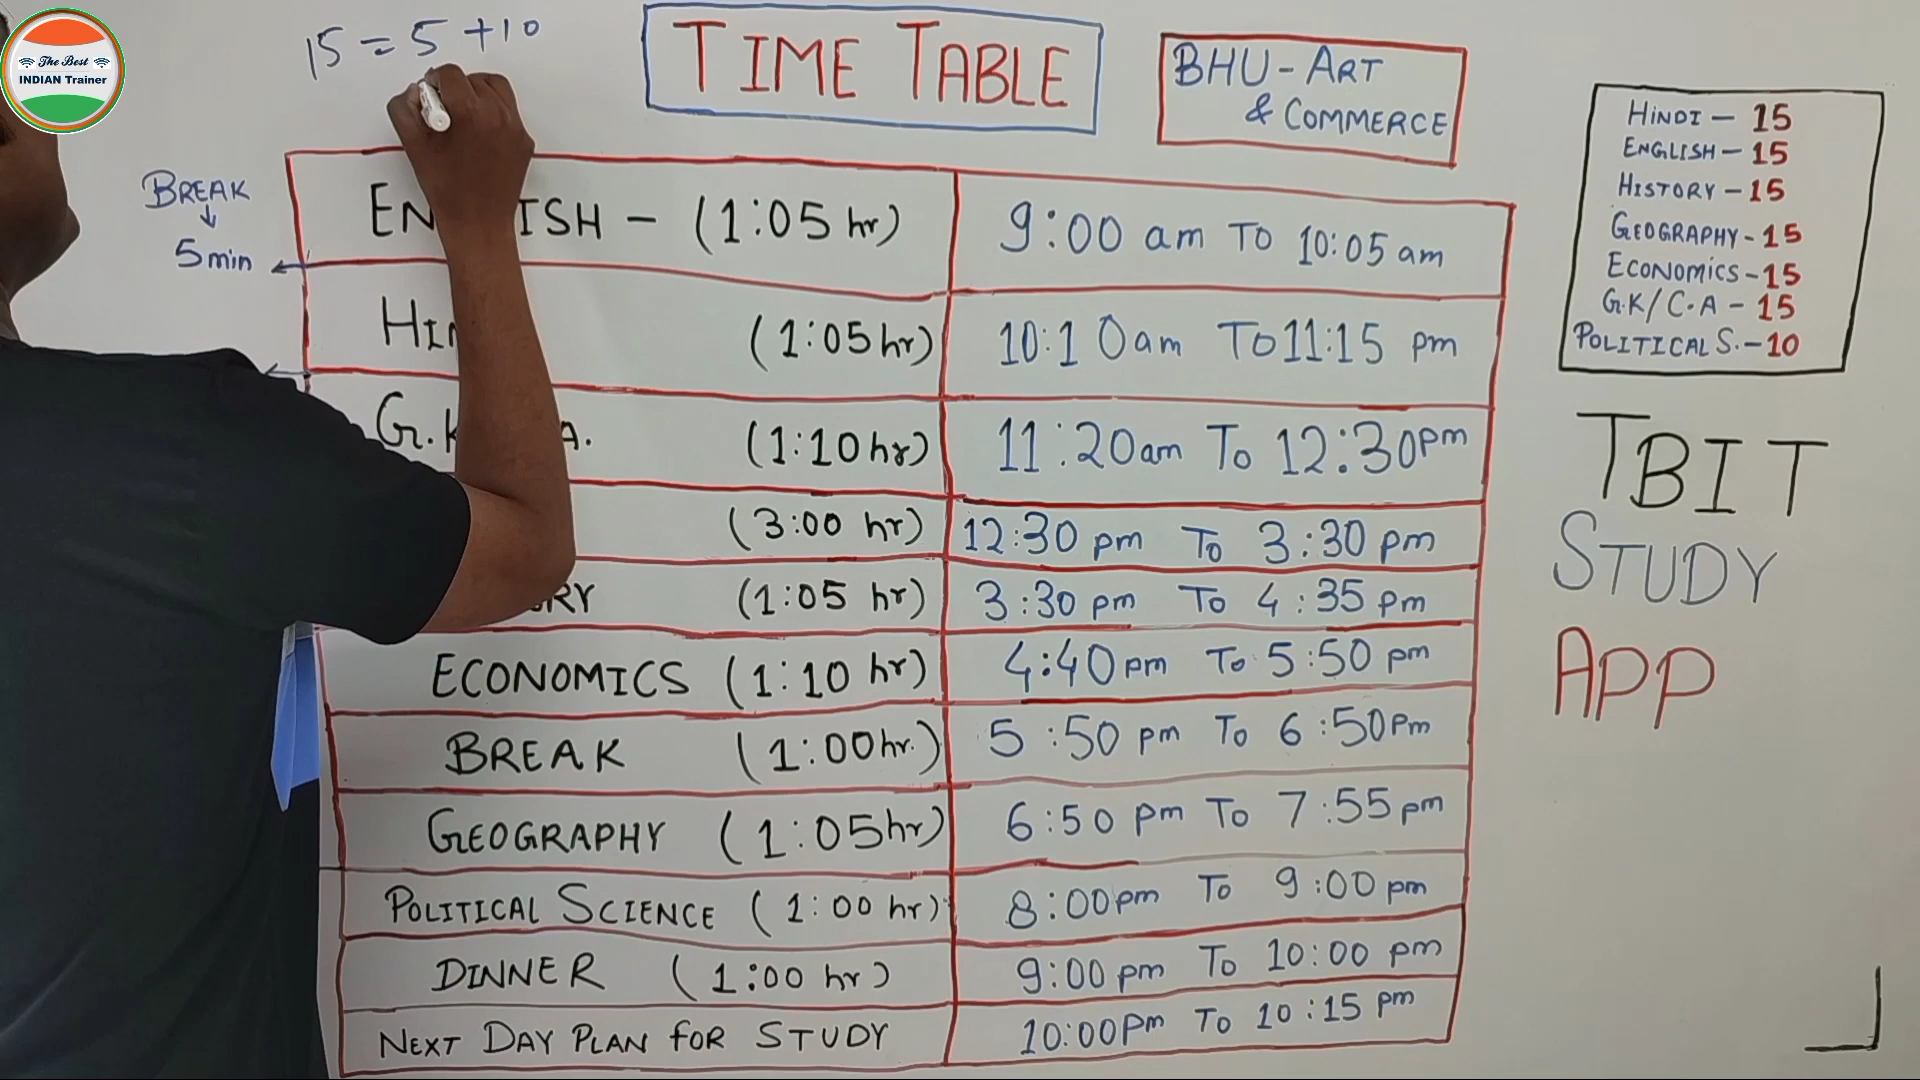 The Best
INDIAN Trainer
15 = 5 + 10
TIME TABLE
BHU - ART
& COMMERCE
HINDI - 15
ENGLISH - 15
HISTORY - 15
GEOGRAPHY - 15
ECONOMICS - 15
G.K/C.A - 15
POLITICAL S. - 10
BREAK
↓
5 min
- (1:05 hr) 9:00 am TO 10:05 am
(1:05 hr) 10:10 am TO 11:15 pm
(1:10 hr) 11:20 am TO 12:30 pm
(3:00 hr) 12:30 pm To 3:30 pm
(1:05 hr) 3:30 pm To 4:35 pm
ECONOMICS (1:10 hr) 4:40 pm To 5:50 pm
BREAK (1:00 hr.) 5:50 pm To 6:50 Pm
GEOGRAPHY (1:05 hr) 6:50 pm To 7:55 pm
POLITICAL SCIENCE (1:00 hr) 8:00 pm To 9:00 pm
DINNER (1:00 hr) 9:00 pm To 10:00 pm
NEXT DAY PLAN FOR STUDY 10:00 Pm To 10:15 pm
TBIT
STUDY
APP